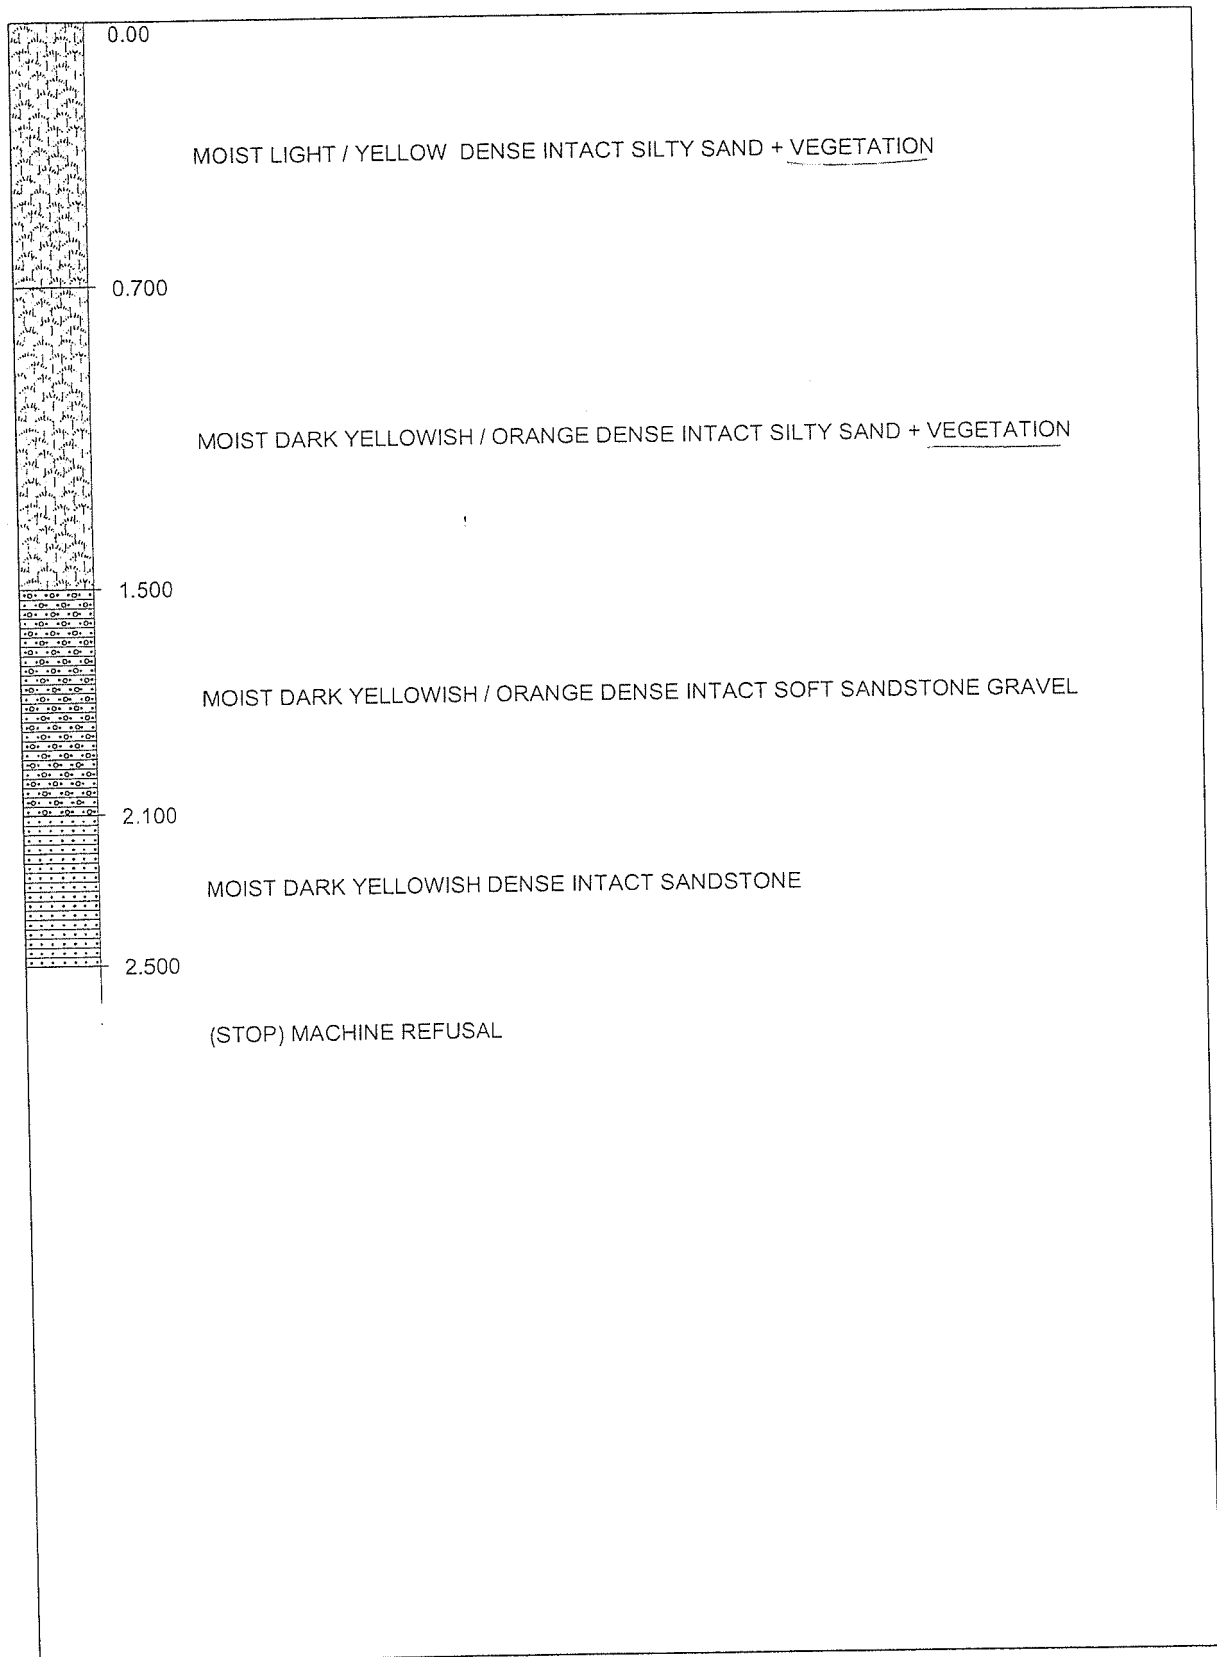 0.00
MOIST LIGHT / YELLOW DENSE INTACT SILTY SAND + VEGETATION
0.700
MOIST DARK YELLOWISH / ORANGE DENSE INTACT SILTY SAND + VEGETATION
1.500
MOIST DARK YELLOWISH / ORANGE DENSE INTACT SOFT SANDSTONE GRAVEL
2.100
MOIST DARK YELLOWISH DENSE INTACT SANDSTONE
2.500
(STOP) MACHINE REFUSAL